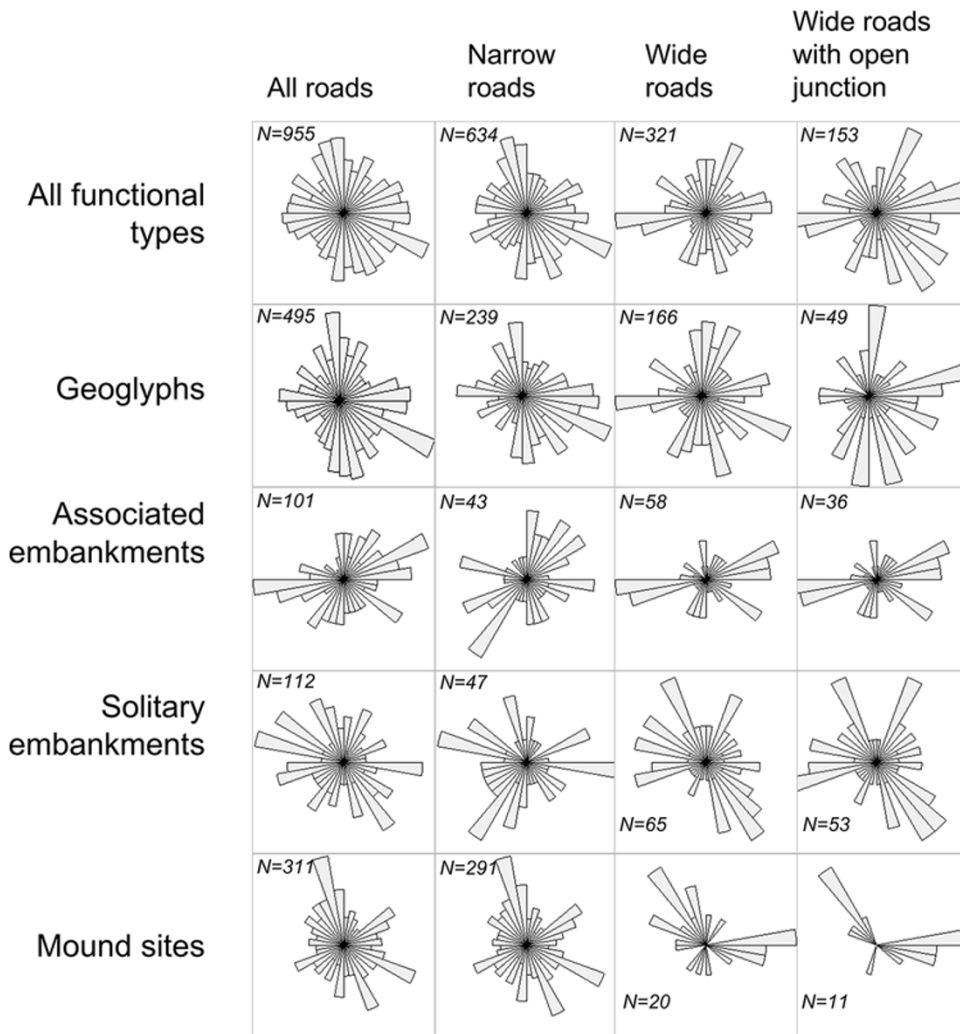 All roads
Narrow
roads
Wide
roads
Wide roads
with open
junction
All functional
types
N=955
N=634
N=321
N=153
Geoglyphs
N=495
N=239
N=166
N=49
Associated
embankments
N=101
N=43
N=58
N=36
Solitary
embankments
N=112
N=47
N=65
N=53
Mound sites
N=311
N=291
N=20
N=11